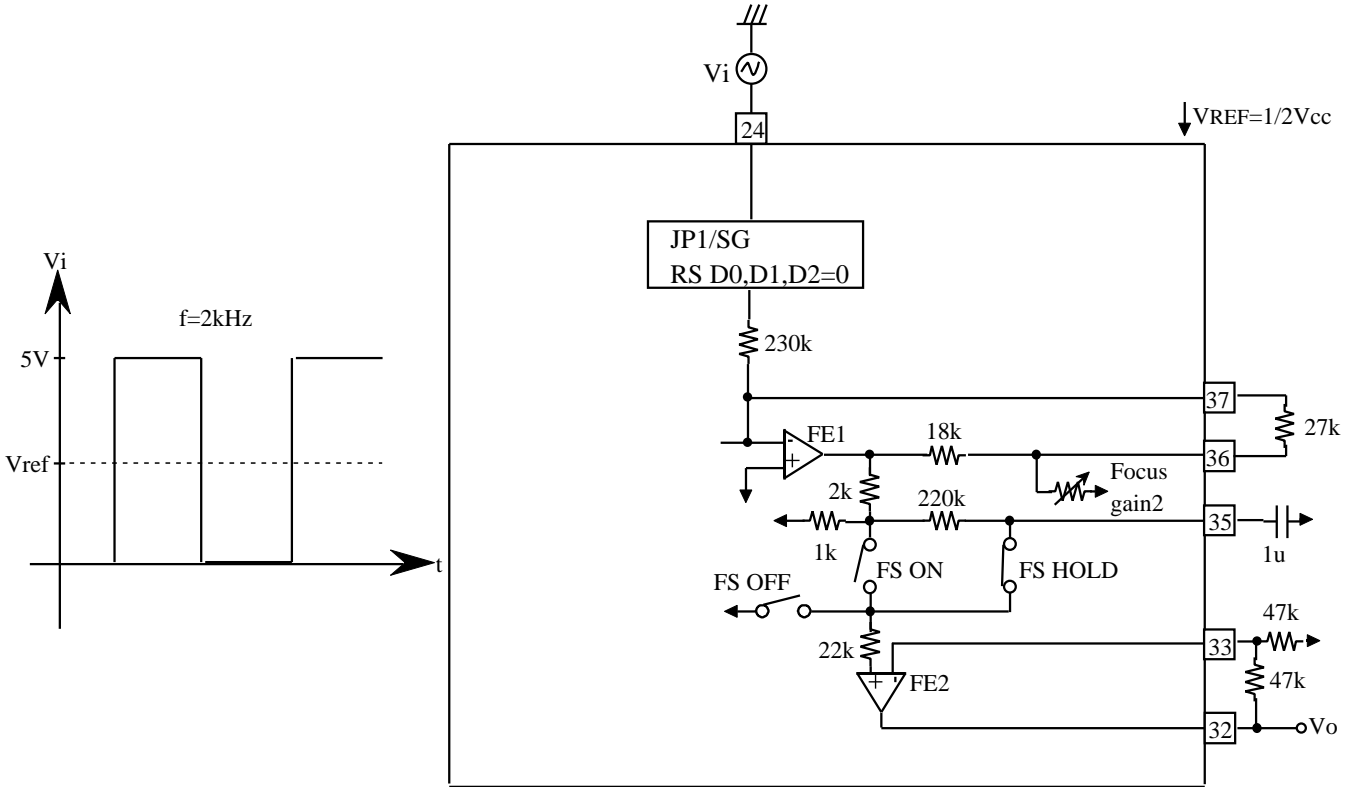 Vi
24
VREF=1/2Vcc
JP1/SG
RS D0,D1,D2=0
Vi
f=2kHz
5V
Vref
t
230k
37
27k
36
FE1
-
+
18k
Focus
gain2
2k
220k
35
1u
1k
FS ON
FS HOLD
FS OFF
22k
33
47k
47k
+
-
FE2
32
Vo